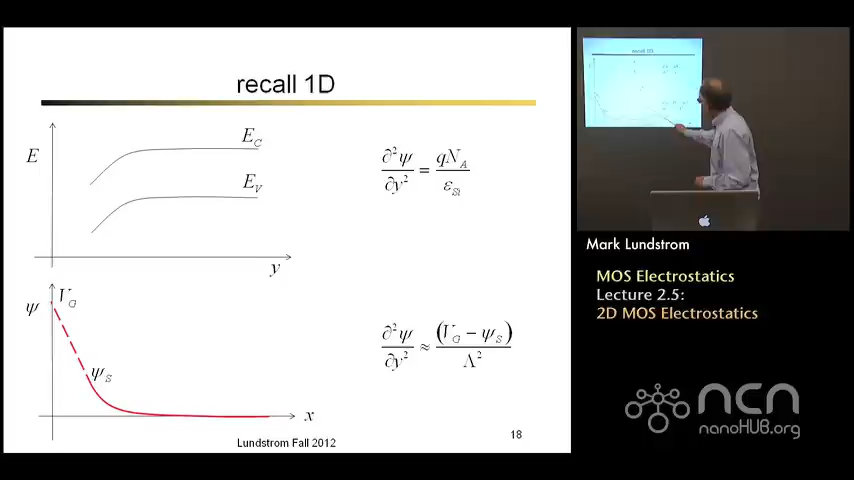 recall 1D
E
E_C
E_V
y
∂²ψ/∂y² = qN_A/ε_Si
ψ
V_G
ψ_S
x
∂²ψ/∂y² ≈ (V_G − ψ_S)/Λ²
18
Lundstrom Fall 2012
Mark Lundstrom
MOS Electrostatics
Lecture 2.5:
2D MOS Electrostatics
ncn
nanoHUB.org